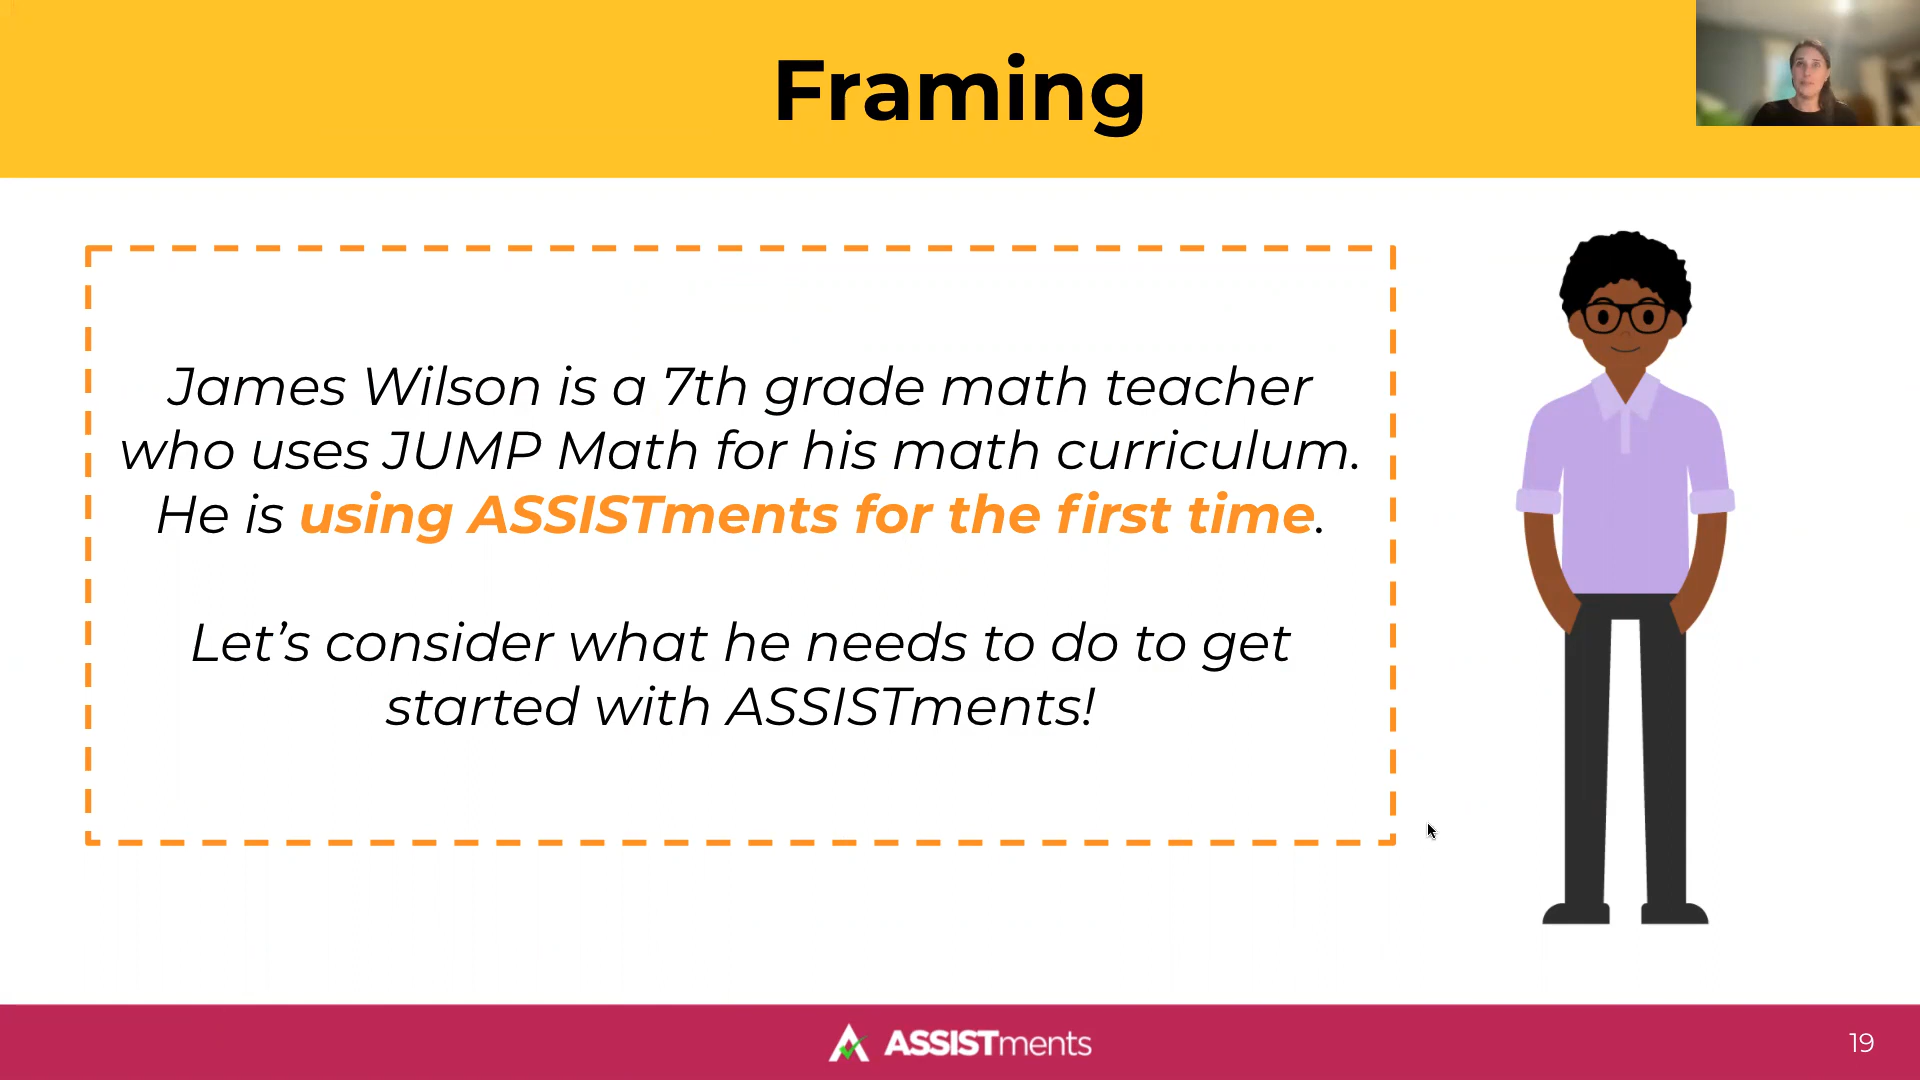 Framing
James Wilson is a 7th grade math teacher
who uses JUMP Math for his math curriculum.
He is using ASSISTments for the first time.
Let’s consider what he needs to do to get
started with ASSISTments!
ASSISTments
19